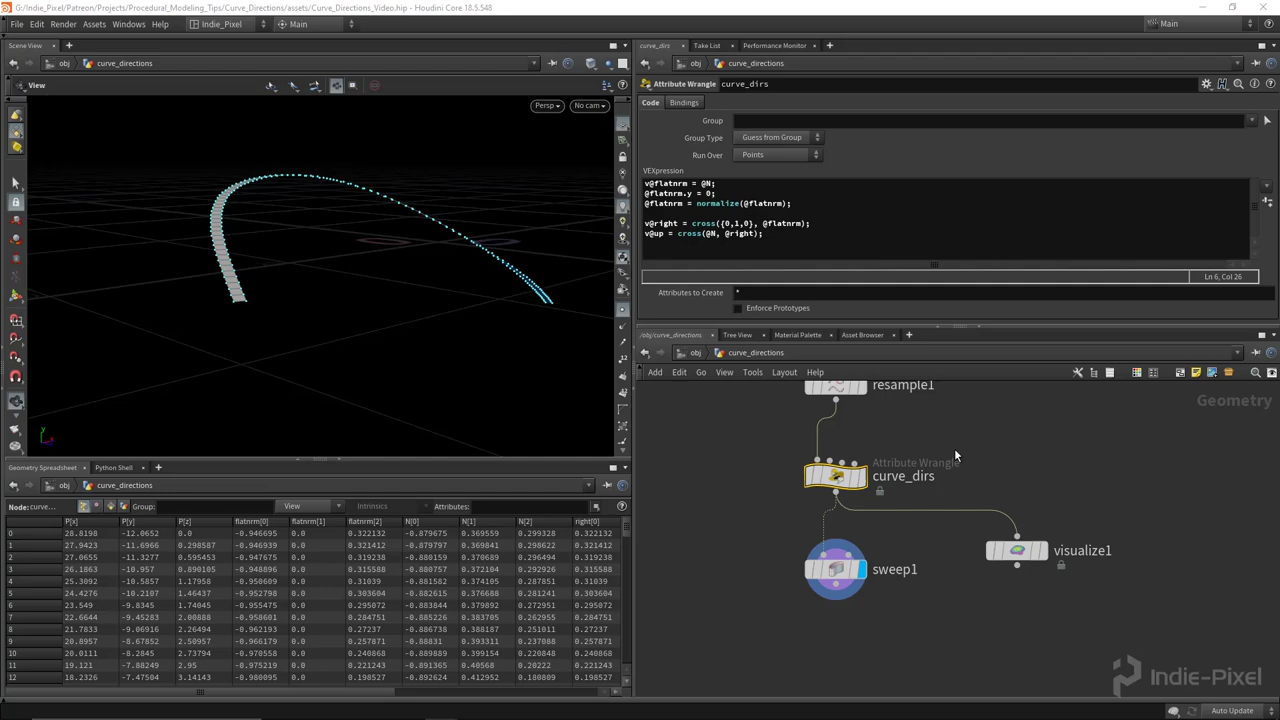 G:/Indie_Pixel/Patreon/Projects/Procedural_Modeling_Tips/Curve_Directions/assets/Curve_Directions_Video.hip - Houdini Core 18.5.548
File Edit Render Assets Windows Help Indie_Pixel Main Main
Scene View
obj curve_directions
View
Persp No cam
y
x
Geometry Spreadsheet Python Shell
obj curve_directions
Node: curve... Group: View Intrinsics Attributes:
P[x] P[y] P[z] flatnrm[0] flatnrm[1] flatnrm[2] N[0] N[1] N[2] right[0]
0 28.8198 -12.0652 0.0 -0.946695 0.0 0.322132 -0.879675 0.369559 0.299328 0.322132
1 27.9423 -11.6966 0.298587 -0.946939 0.0 0.321412 -0.879797 0.369841 0.298622 0.321412
2 27.0655 -11.3277 0.595453 -0.947675 0.0 0.319238 -0.880159 0.370689 0.296494 0.319238
3 26.1863 -10.957 0.890105 -0.948896 0.0 0.315588 -0.880757 0.372104 0.292926 0.315588
4 25.3092 -10.5871 1.17958 -0.950609 0.0 0.31039 -0.881584 0.374107 0.287851 0.31039
5 24.4276 -10.2107 1.46436 -0.952798 0.0 0.303604 -0.882615 0.376688 0.281241 0.303604
6 23.549 -9.8345 1.74045 -0.955475 0.0 0.295072 -0.883844 0.379892 0.272951 0.295072
7 22.6644 -9.45283 2.00888 -0.958601 0.0 0.284751 -0.885226 0.383705 0.262955 0.284751
8 21.7833 -9.06916 2.26494 -0.962193 0.0 0.27237 -0.886738 0.388187 0.251011 0.27237
9 20.8957 -8.67852 2.50957 -0.966179 0.0 0.257871 -0.88831 0.393311 0.237088 0.257871
10 20.0111 -8.2845 2.73794 -0.970558 0.0 0.240868 -0.889870 0.399154 0.220848 0.240868
11 19.121 -7.88249 2.95 -0.975219 0.0 0.221243 -0.891365 0.40568 0.20222 0.221243
12 18.2326 -7.47504 3.14143 -0.980095 0.0 0.198527 -0.892624 0.412951 0.180809 0.198527
curve_dirs Take List Performance Monitor
obj curve_directions
Attribute Wrangle curve_dirs
Code Bindings
Group
Group Type Guess from Group
Run Over Points
VEXpression
v@flatnrm = @N;
@flatnrm.y = 0;
@flatnrm = normalize(@flatnrm);
v@right = cross({0,1,0}, @flatnrm);
v@up = cross(@N, @right);
Ln 6, Col 26
Attributes to Create *
Enforce Prototypes
/obj/curve_directions Tree View Material Palette Asset Browser
obj curve_directions
Add Edit Go View Tools Layout Help
resample1
Geometry
Attribute Wrangle
curve_dirs
visualize1
sweep1
Indie-Pixel
Auto Update